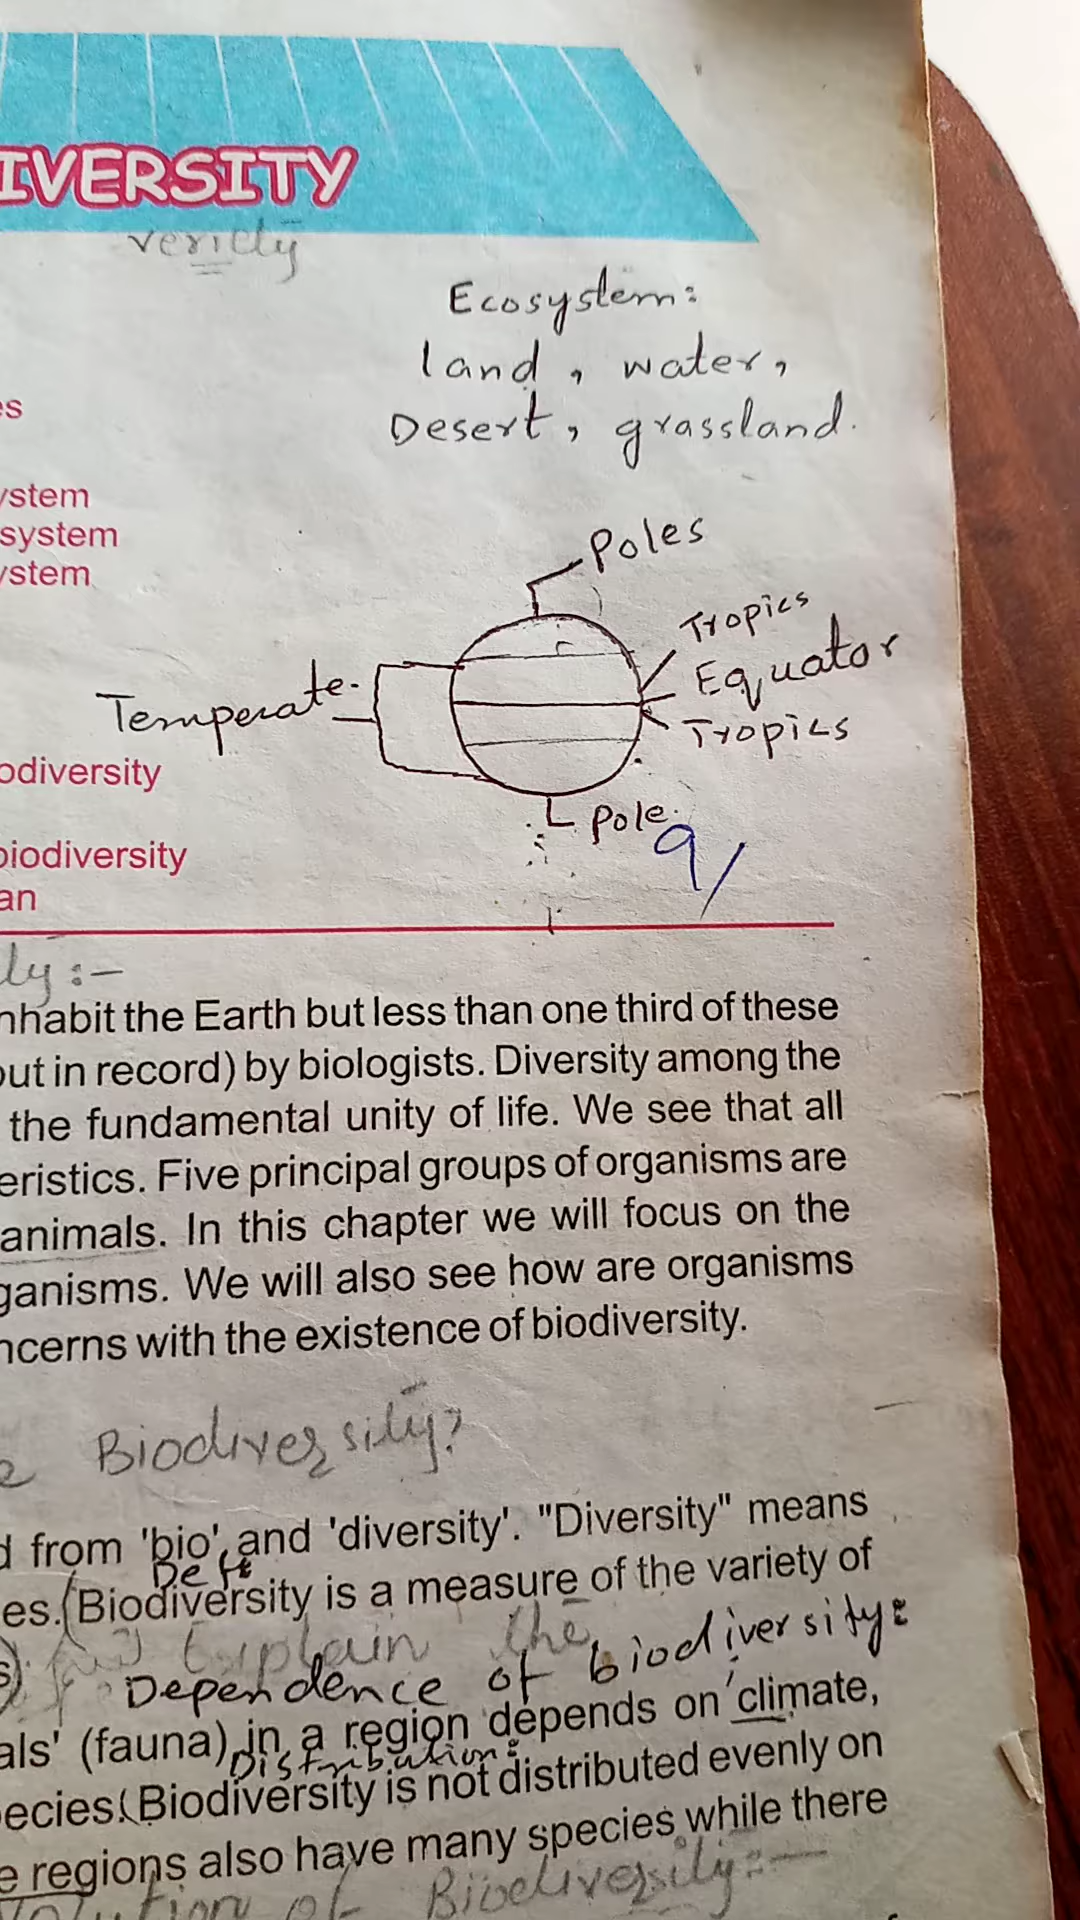 IVERSITY
Ecosystem:
land, water,
Desert, grassland.
es
ystem
system
ystem
Poles
Tropics
Equator
Temperate.
Tropics
odiversity
Pole.
9/
biodiversity
an
ly :-
nhabit the Earth but less than one third of these
out in record) by biologists. Diversity among the
the fundamental unity of life. We see that all
eristics. Five principal groups of organisms are
animals. In this chapter we will focus on the
ganisms. We will also see how are organisms
ncerns with the existence of biodiversity.
Biodiversity?
d from 'bio' and 'diversity'. "Diversity" means
es. (Biodiversity is a measure of the variety of
Explain the
Dependence of biodiversity:
als' (fauna) in a region depends on climate,
Distribution:
pecies. (Biodiversity is not distributed evenly on
e regions also have many species while there
of Biodiversity:-